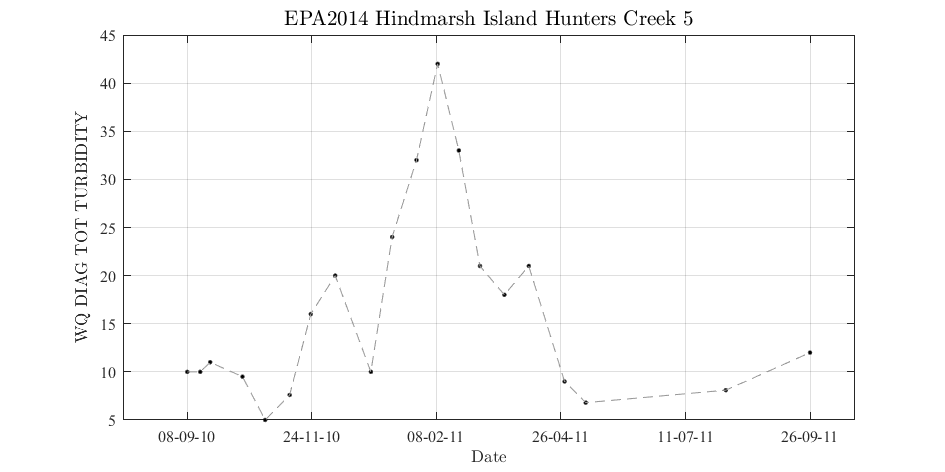 EPA2014 Hindmarsh Island Hunters Creek 5
45
40
35
30
25
20
15
10
5
WQ DIAG TOT TURBIDITY
08-09-10 24-11-10 08-02-11 26-04-11 11-07-11 26-09-11
Date